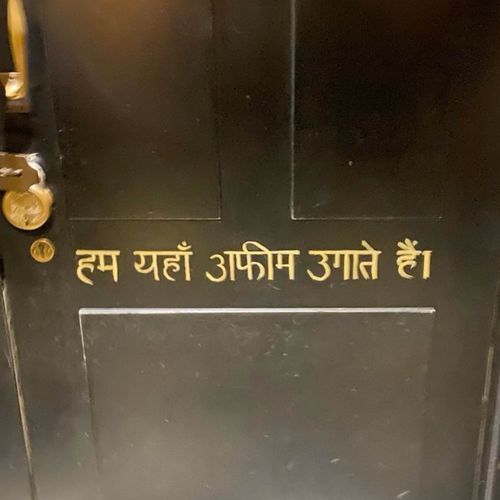 हम यहाँ अफीम उगाते हैं।